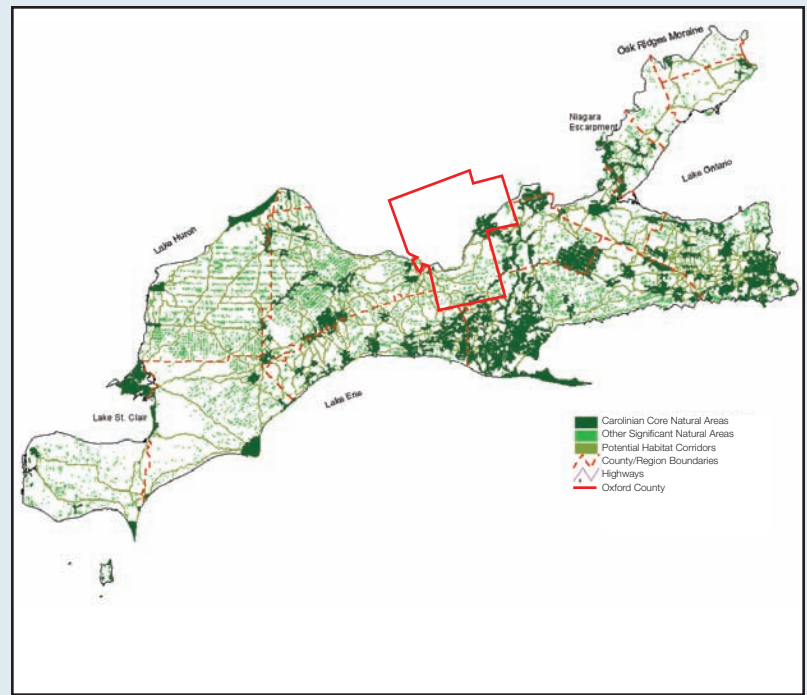 Oak Ridges Moraine
Niagara
Escarpment
Lake Ontario
Lake Huron
Lake Erie
Lake St. Clair
Carolinian Core Natural Areas
Other Significant Natural Areas
Potential Habitat Corridors
County/Region Boundaries
Highways
Oxford County